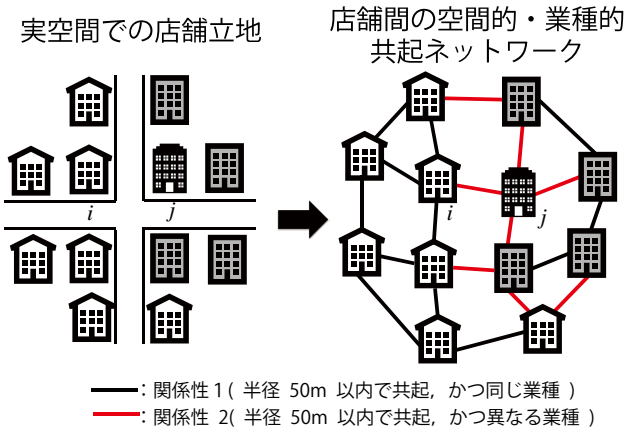 実空間での店舗立地
店舗間の空間的・業種的
共起ネットワーク
i
j
i
j
：関係性 1 ( 半径 50m 以内で共起，かつ同じ業種 )
：関係性 2( 半径 50m 以内で共起，かつ異なる業種 )